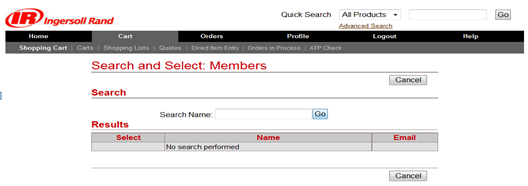 IR Ingersoll Rand
Quick Search All Products Go
Advanced Search
Home Cart Orders Profile Logout Help
Shopping Cart | Carts | Shopping Lists | Quotes | Direct Item Entry | Orders in Process | ATP Check
Search and Select: Members
Cancel
Search
Search Name: Go
Results
Select Name Email
No search performed
Cancel